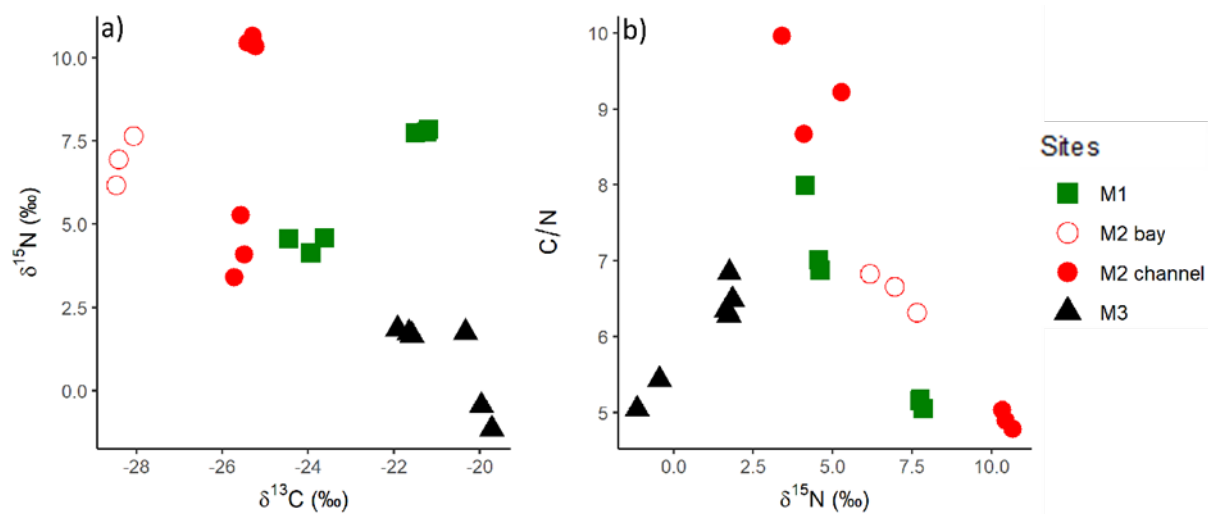 a)
10.0
7.5
5.0
2.5
0.0
δ¹⁵N (‰)
-28
-26
-24
-22
-20
δ¹³C (‰)
b)
10
9
8
7
6
5
C/N
0.0
2.5
5.0
7.5
10.0
δ¹⁵N (‰)
Sites
M1
M2 bay
M2 channel
M3